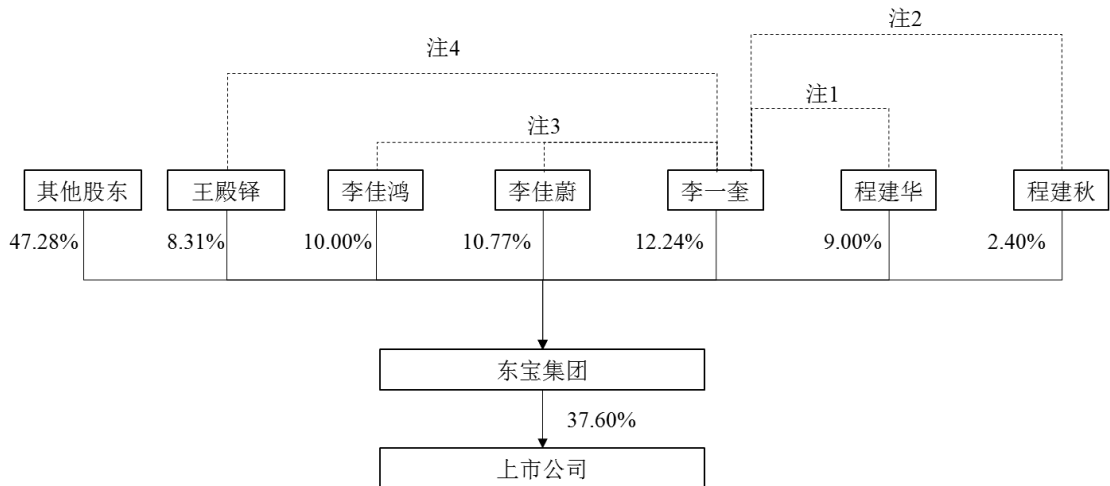 注2
注4
注1
注3
其他股东
王殿铎
李佳鸿
李佳蔚
李一奎
程建华
程建秋
47.28%
8.31%
10.00%
10.77%
12.24%
9.00%
2.40%
东宝集团
37.60%
上市公司